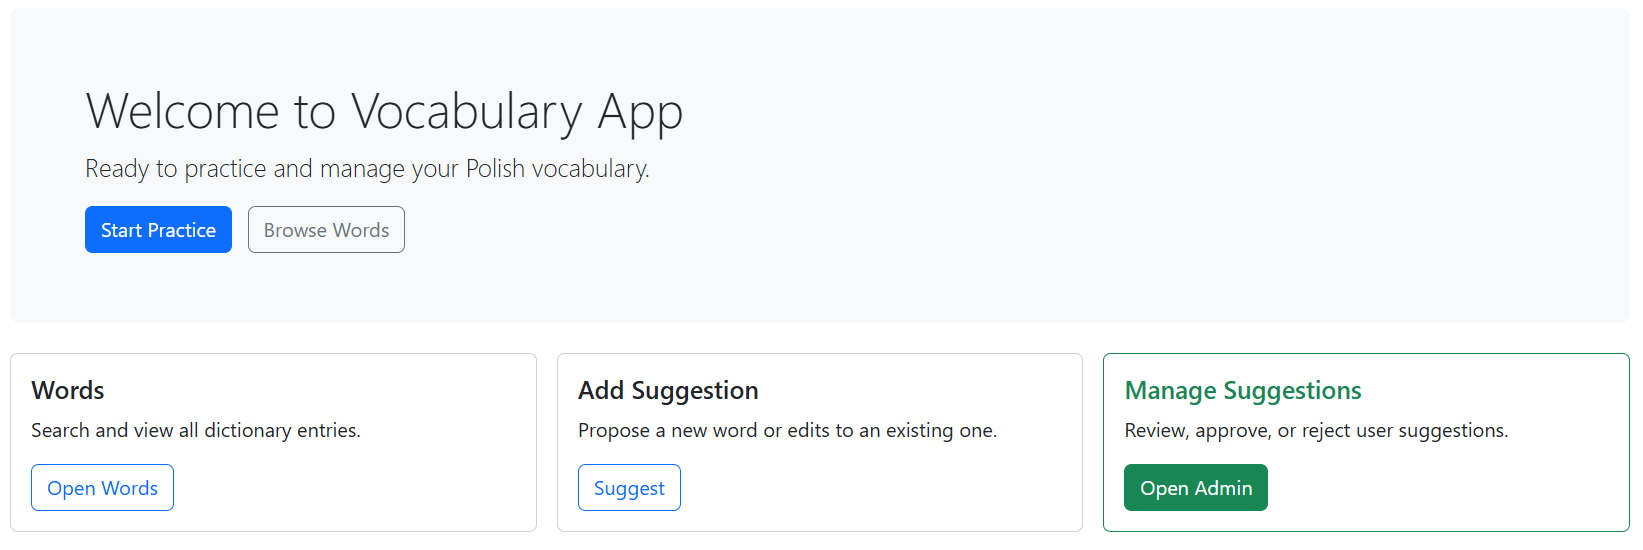 Welcome to Vocabulary App
Ready to practice and manage your Polish vocabulary.
Start Practice
Browse Words
Words
Search and view all dictionary entries.
Open Words
Add Suggestion
Propose a new word or edits to an existing one.
Suggest
Manage Suggestions
Review, approve, or reject user suggestions.
Open Admin